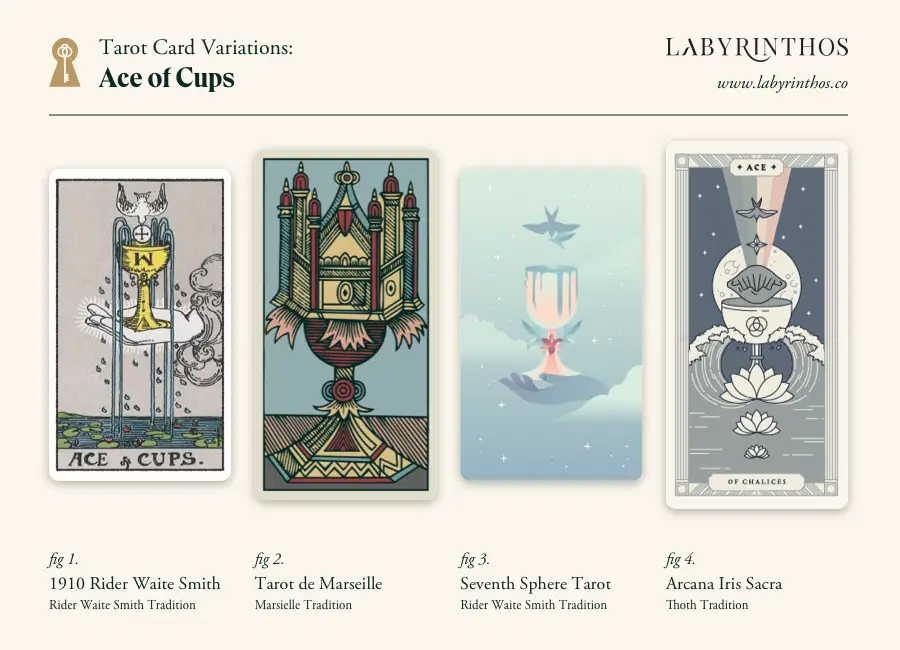 Tarot Card Variations:
Ace of Cups
LABYRINTHOS
www.labyrinthos.co
W
ACE of CUPS.
ACE
OF CHALICES
fig 1.
1910 Rider Waite Smith
Rider Waite Smith Tradition
fig 2.
Tarot de Marseille
Marsielle Tradition
fig 3.
Seventh Sphere Tarot
Rider Waite Smith Tradition
fig 4.
Arcana Iris Sacra
Thoth Tradition